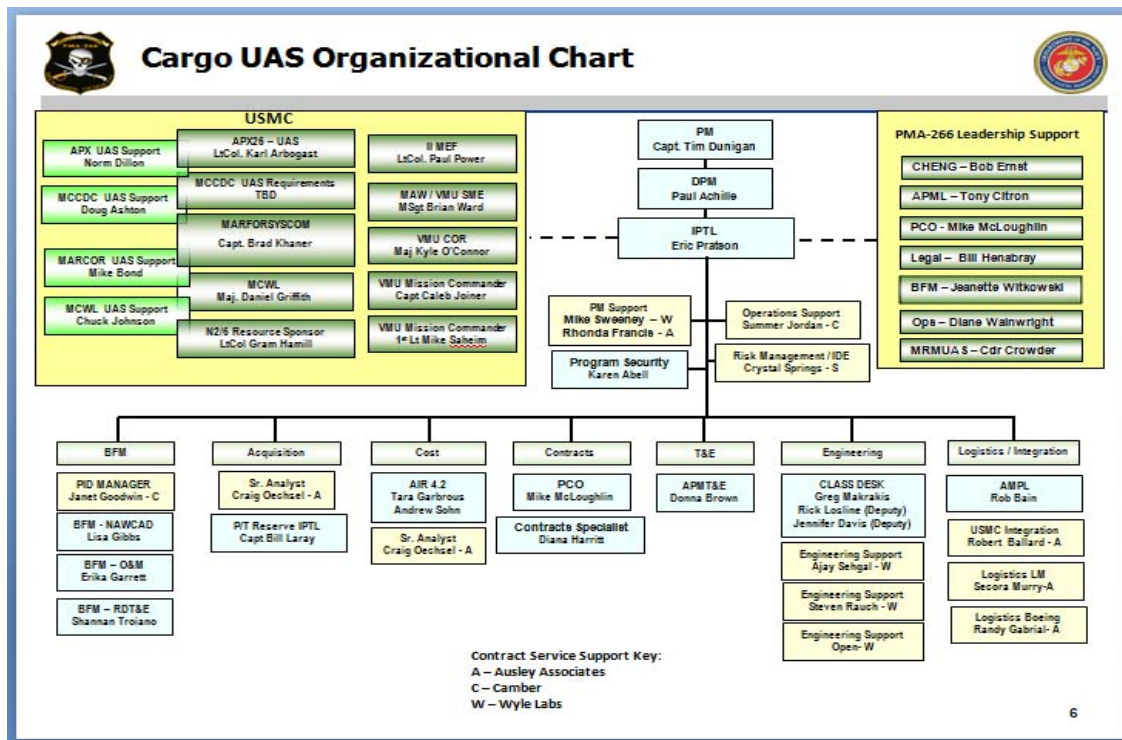 Cargo UAS Organizational Chart
USMC
APX UAS Support
Norm Dillon
MCCDC UAS Support
Doug Ashton
MARCOR UAS Support
Mike Bond
MCWL UAS Support
Chuck Johnson
APX26 – UAS
LtCol. Karl Arbogast
MCCDC UAS Requirements
TBD
MARFORSYSCOM
Capt. Brad Khaner
MCWL
Maj. Daniel Griffith
N2/6 Resource Sponsor
LtCol Gram Hamill
II MEF
LtCol. Paul Power
MAW / VMU SME
MSgt Brian Ward
VMU COR
Maj Kyle O'Connor
VMU Mission Commander
Capt Caleb Joiner
VMU Mission Commander
1st Lt Mike Saheim
PM
Capt. Tim Dunigan
DPM
Paul Achille
IPTL
Eric Pratson
PM Support
Mike Sweeney – W
Rhonda Francis - A
Operations Support
Summer Jordan - C
Program Security
Karen Abell
Risk Management / IDE
Crystal Springs - S
PMA-266 Leadership Support
CHENG – Bob Ernst
APML – Tony Citron
PCO - Mike McLoughlin
Legal – Bill Henabray
BFM – Jeanette Witkowski
Ops – Diane Wainwright
MRMUAS – Cdr Crowder
BFM
PID MANAGER
Janet Goodwin - C
BFM - NAWCAD
Lisa Gibbs
BFM – O&M
Erika Garrett
BFM – RDT&E
Shannan Troiano
Acquisition
Sr. Analyst
Craig Oechsel - A
P/T Reserve IPTL
Capt Bill Laray
Cost
AIR 4.2
Tara Garbrous
Andrew Sohn
Sr. Analyst
Craig Oechsel - A
Contracts
PCO
Mike McLoughlin
Contracts Specialist
Diana Harritt
T&E
APMT&E
Donna Brown
Engineering
CLASS DESK
Greg Makrakis
Rick Losline (Deputy)
Jennifer Davis (Deputy)
Engineering Support
Ajay Sehgal - W
Engineering Support
Steven Rauch - W
Engineering Support
Open- W
Logistics / Integration
AMPL
Rob Bain
USMC Integration
Robert Ballard - A
Logistics LM
Secora Murry-A
Logistics Boeing
Randy Gabrial- A
Contract Service Support Key:
A – Ausley Associates
C – Camber
W – Wyle Labs
6